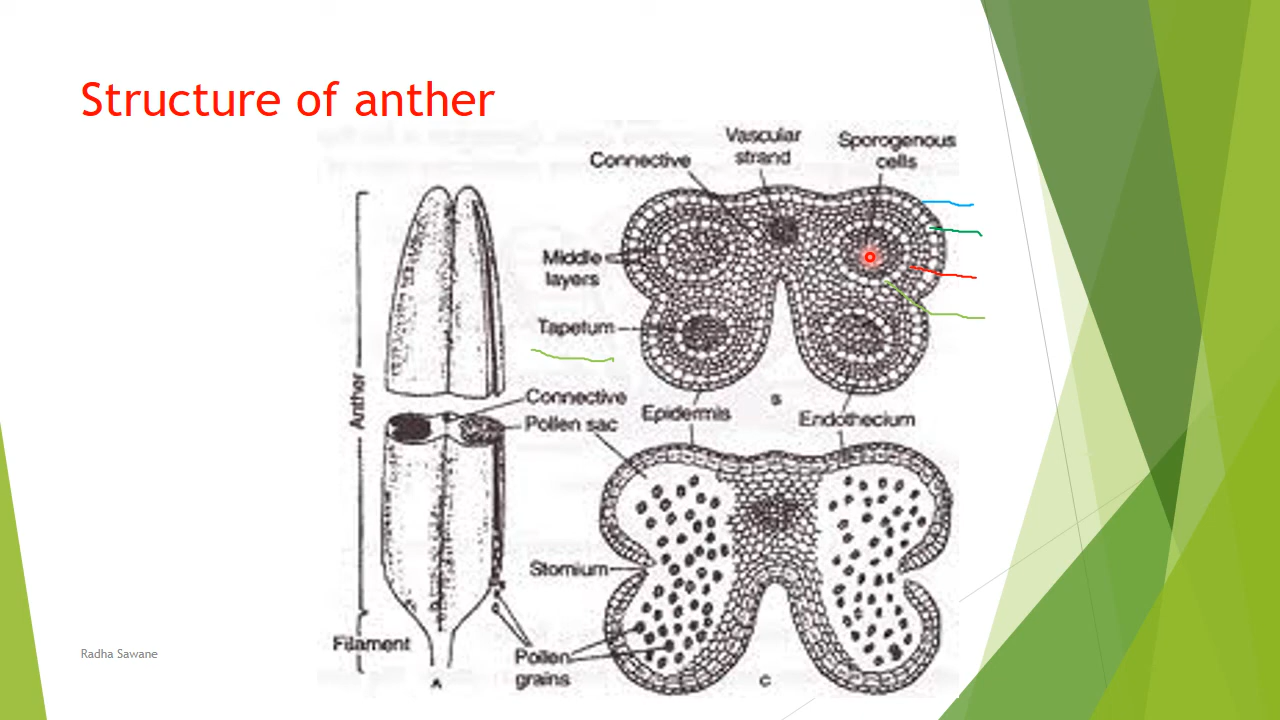 Structure of anther
Vascular
strand
Sporogenous
cells
Connective
Middle
layers
Tapetum
Anther
Connective
Pollen sac
Epidermis
B
Endothecium
Stomium
Filament
Pollen
grains
A
C
Radha Sawane